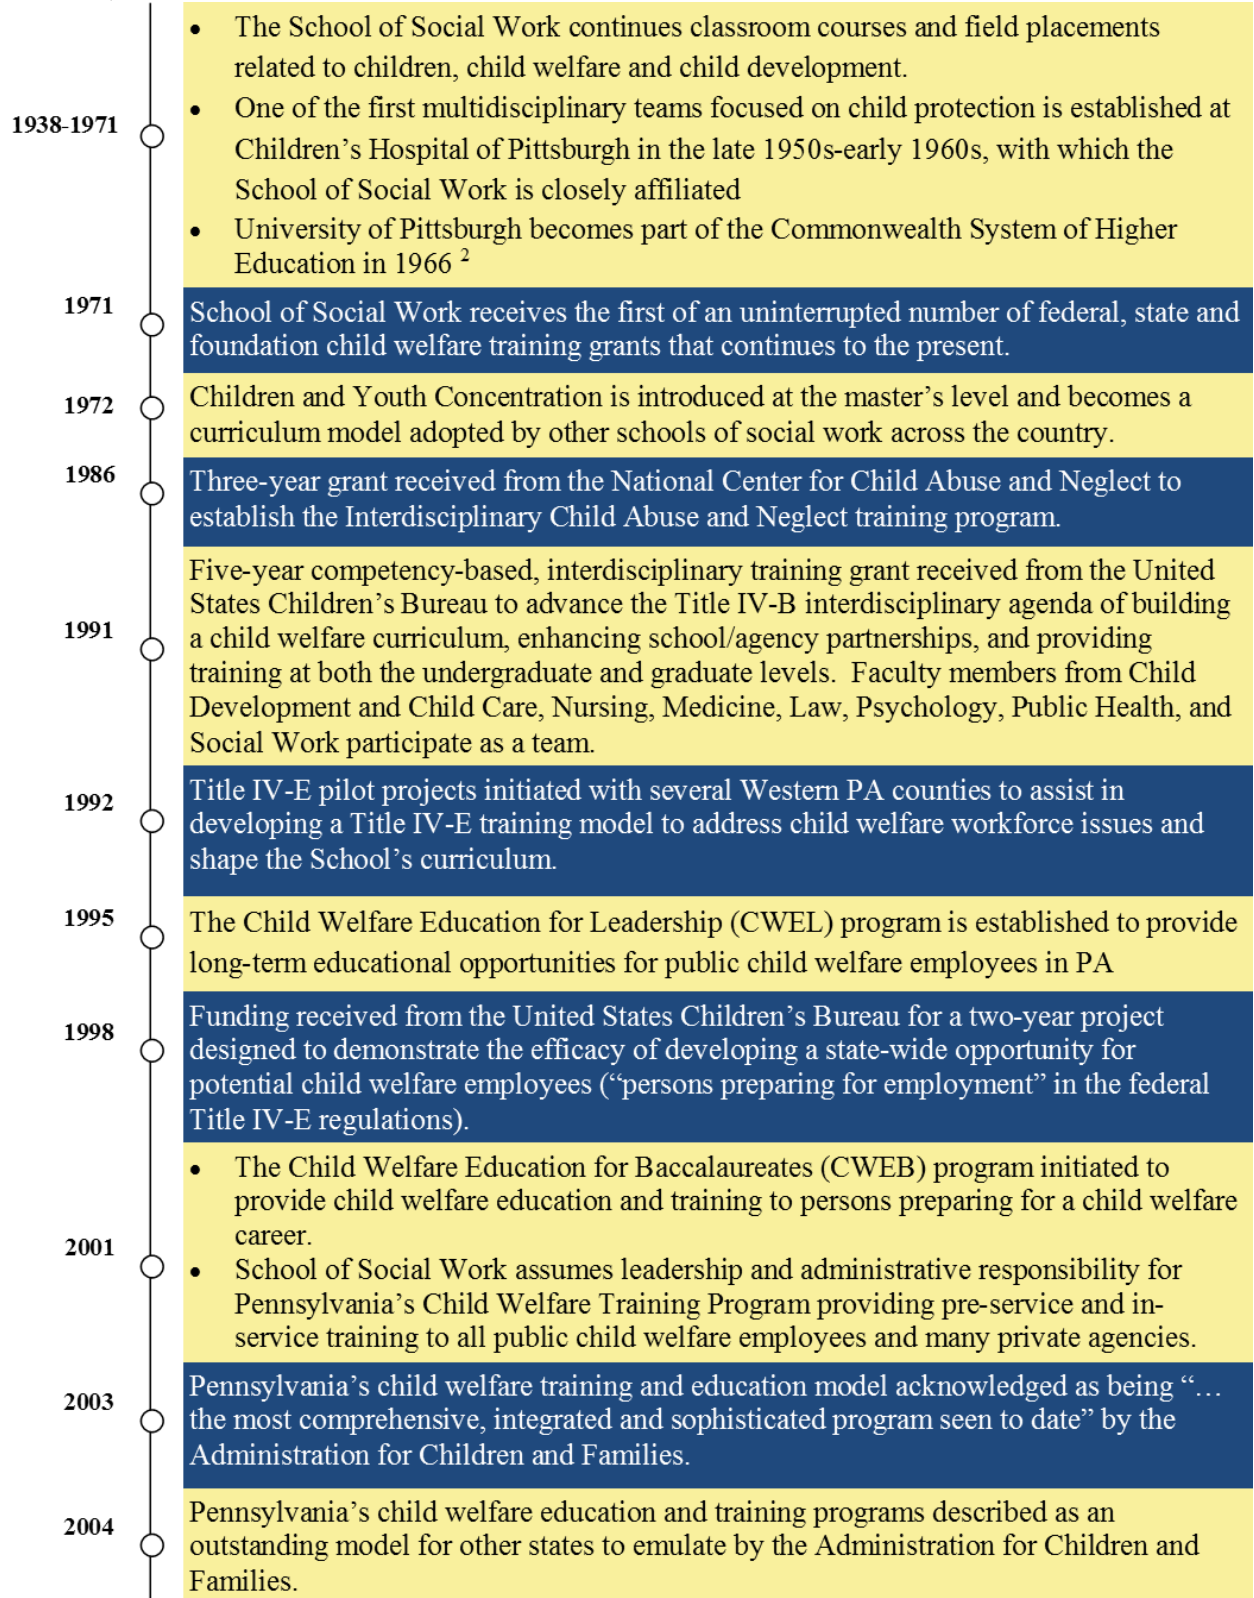 • The School of Social Work continues classroom courses and field placements
related to children, child welfare and child development.
1938-1971
• One of the first multidisciplinary teams focused on child protection is established at
Children’s Hospital of Pittsburgh in the late 1950s-early 1960s, with which the
School of Social Work is closely affiliated
• University of Pittsburgh becomes part of the Commonwealth System of Higher
Education in 1966 2
1971
School of Social Work receives the first of an uninterrupted number of federal, state and
foundation child welfare training grants that continues to the present.
1972
Children and Youth Concentration is introduced at the master’s level and becomes a
curriculum model adopted by other schools of social work across the country.
1986
Three-year grant received from the National Center for Child Abuse and Neglect to
establish the Interdisciplinary Child Abuse and Neglect training program.
1991
Five-year competency-based, interdisciplinary training grant received from the United
States Children’s Bureau to advance the Title IV-B interdisciplinary agenda of building
a child welfare curriculum, enhancing school/agency partnerships, and providing
training at both the undergraduate and graduate levels.  Faculty members from Child
Development and Child Care, Nursing, Medicine, Law, Psychology, Public Health, and
Social Work participate as a team.
1992
Title IV-E pilot projects initiated with several Western PA counties to assist in
developing a Title IV-E training model to address child welfare workforce issues and
shape the School’s curriculum.
1995
The Child Welfare Education for Leadership (CWEL) program is established to provide
long-term educational opportunities for public child welfare employees in PA
1998
Funding received from the United States Children’s Bureau for a two-year project
designed to demonstrate the efficacy of developing a state-wide opportunity for
potential child welfare employees (“persons preparing for employment” in the federal
Title IV-E regulations).
2001
• The Child Welfare Education for Baccalaureates (CWEB) program initiated to
provide child welfare education and training to persons preparing for a child welfare
career.
• School of Social Work assumes leadership and administrative responsibility for
Pennsylvania’s Child Welfare Training Program providing pre-service and in-
service training to all public child welfare employees and many private agencies.
2003
Pennsylvania’s child welfare training and education model acknowledged as being “…
the most comprehensive, integrated and sophisticated program seen to date” by the
Administration for Children and Families.
2004
Pennsylvania’s child welfare education and training programs described as an
outstanding model for other states to emulate by the Administration for Children and
Families.